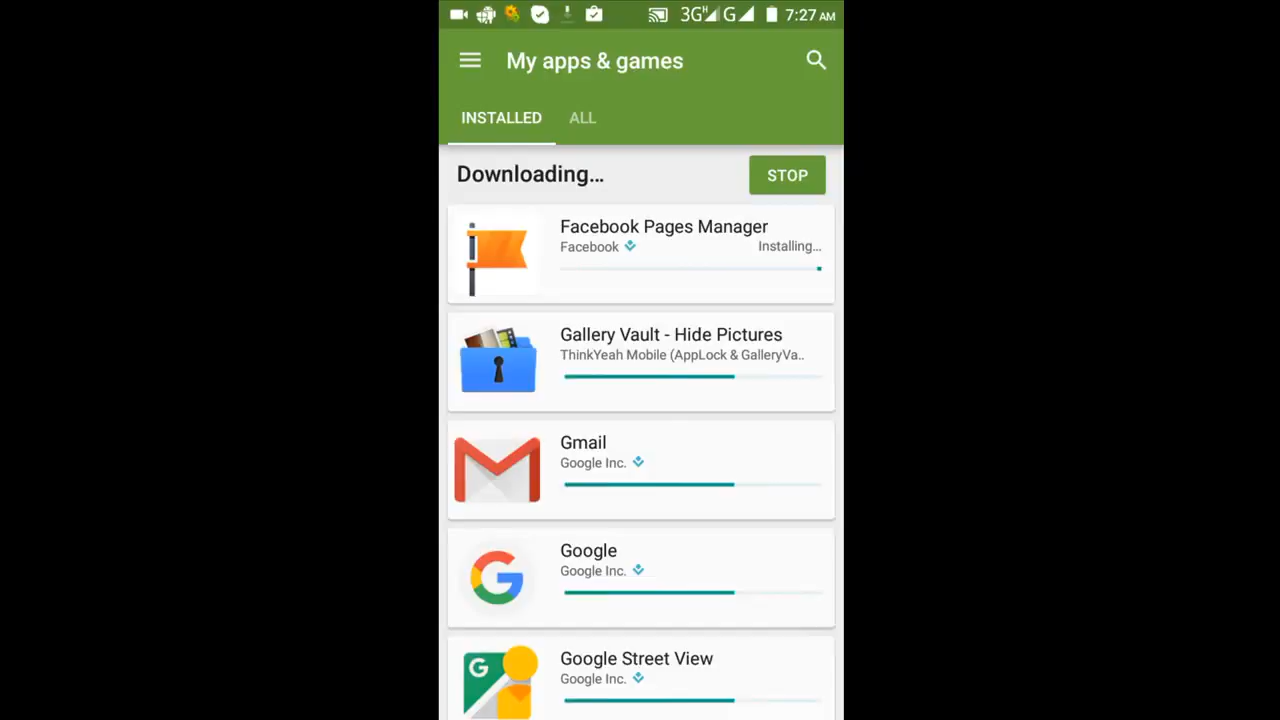 3G H G 7:27 AM
My apps & games
INSTALLED ALL
Downloading... STOP
Facebook Pages Manager
Facebook Installing...
Gallery Vault - Hide Pictures
ThinkYeah Mobile (AppLock & GalleryVa..
Gmail
Google Inc.
Google
Google Inc.
Google Street View
Google Inc.